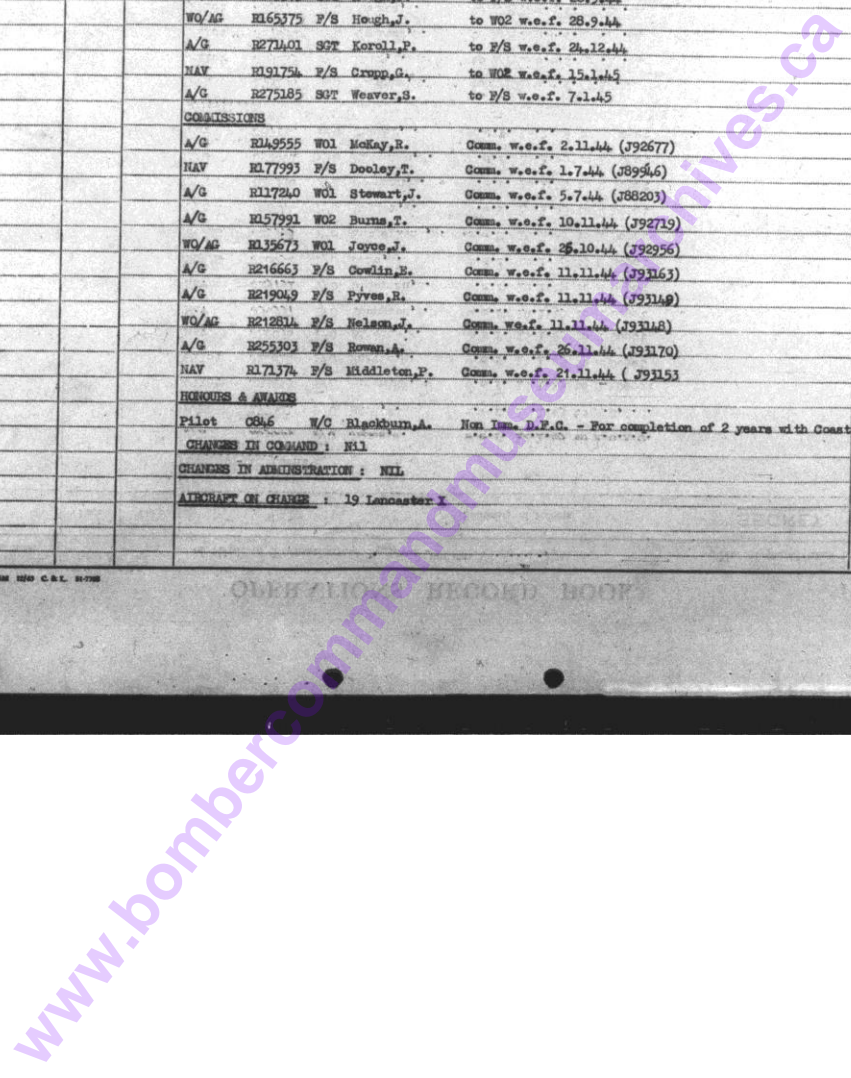 WO/AG R165375 F/S Hough,J. to WO2 w.e.f. 28.9.44
A/G R271401 SGT Koroll,P. to F/S w.e.f. 24.12.44
NAV R191754 F/S Cropp,G. to WO2 w.e.f. 15.1.45
A/G R275185 SGT Weaver,S. to F/S w.e.f. 7.1.45
COMMISSIONS
A/G R149555 WO1 McKay,R. Comm. w.e.f. 2.11.44 (J92677)
NAV R177993 F/S Dooley,T. Comm. w.e.f. 1.7.44 (J89946)
A/G R117240 WO1 Stewart,J. Comm. w.e.f. 5.7.44 (J88203)
A/G R157991 WO2 Burns,T. Comm. w.e.f. 10.11.44 (J92719)
WO/AG R135673 WO1 Joyce,J. Comm. w.e.f. 26.10.44 (J92956)
A/G R216663 F/S Cowlin,E. Comm. w.e.f. 11.11.44 (J93163)
A/G R219049 F/S Pyves,R. Comm. w.e.f. 11.11.44 (J93149)
WO/AG R212814 F/S Nelson,J. Comm. we.f. 11.11.44 (J93148)
A/G R255303 F/S Rowan,A. Comm. w.e.f. 26.11.44 (J93170)
NAV R171374 F/S Middleton,P. Comm. w.e.f. 21.11.44 ( J93153
HONOURS & AWARDS
Pilot C846 W/C Blackburn,A. Non Imm. D.F.C. - For completion of 2 years with Coast
CHANGES IN COMMAND : Nil
CHANGES IN ADMINSTRATION : NIL
AIRCRAFT ON CHARGE : 19 Lancaster X
OPERATIONS RECORD BOOK
www.bombercommandmuseumarchives.ca